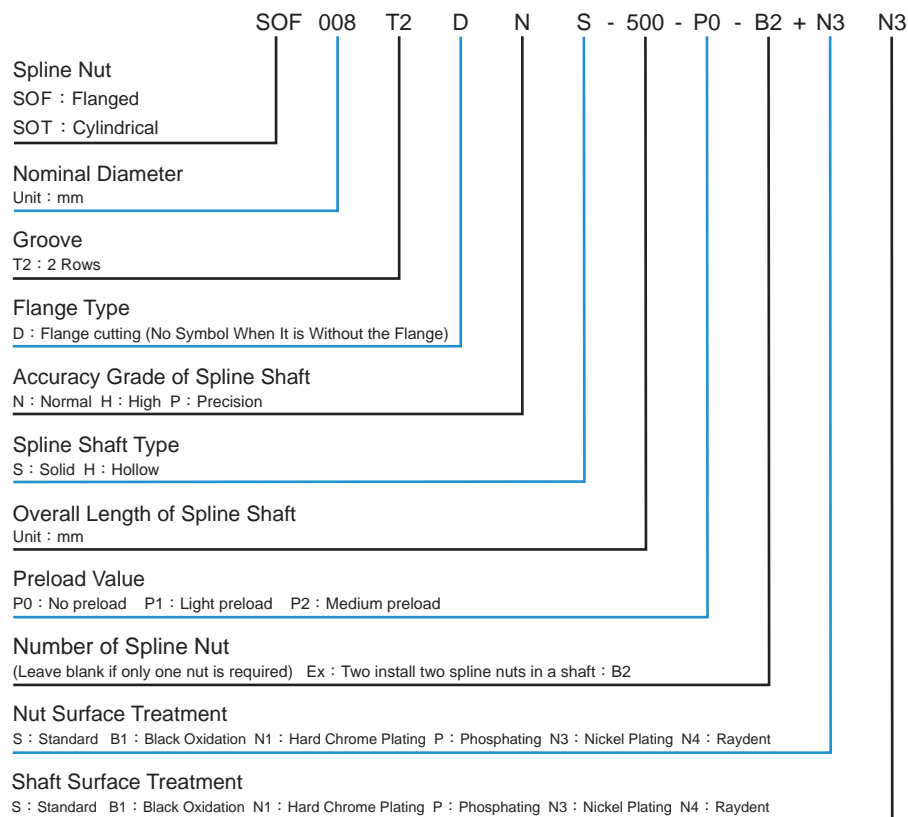 SOF 008 T2 D N S - 500 - P0 - B2 + N3 N3
Spline Nut
SOF：Flanged
SOT：Cylindrical
Nominal Diameter
Unit：mm
Groove
T2：2 Rows
Flange Type
D：Flange cutting (No Symbol When It is Without the Flange)
Accuracy Grade of Spline Shaft
N：Normal H：High P：Precision
Spline Shaft Type
S：Solid H：Hollow
Overall Length of Spline Shaft
Unit：mm
Preload Value
P0：No preload P1：Light preload P2：Medium preload
Number of Spline Nut
(Leave blank if only one nut is required) Ex：Two install two spline nuts in a shaft：B2
Nut Surface Treatment
S：Standard B1：Black Oxidation N1：Hard Chrome Plating P：Phosphating N3：Nickel Plating N4：Raydent
Shaft Surface Treatment
S：Standard B1：Black Oxidation N1：Hard Chrome Plating P：Phosphating N3：Nickel Plating N4：Raydent